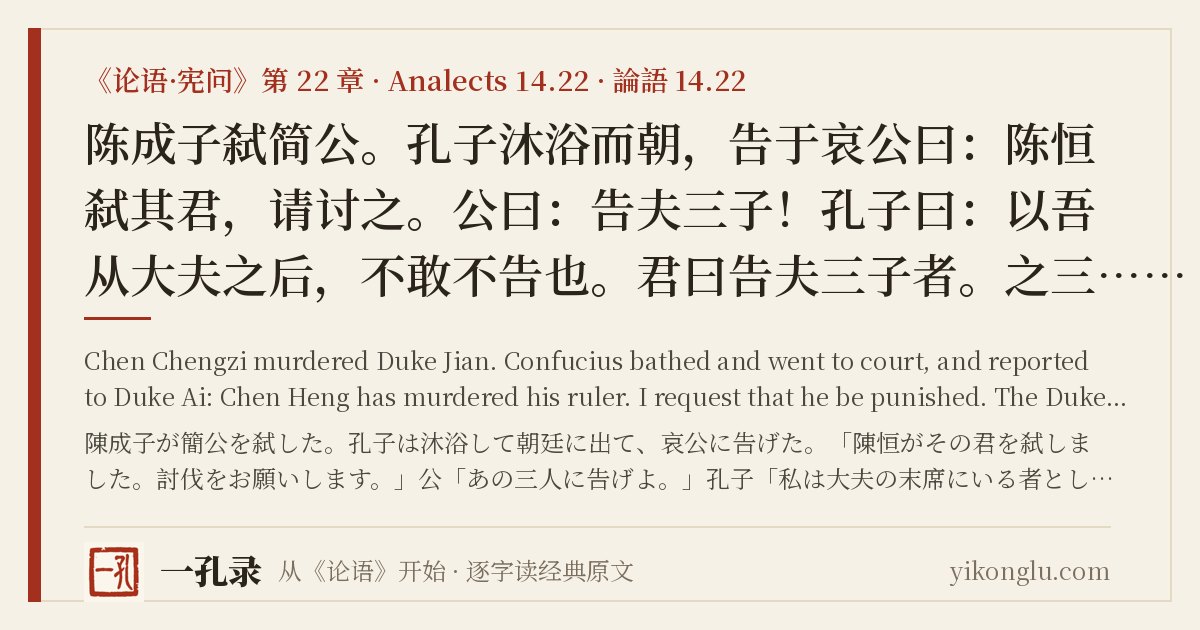 《论语·宪问》第 22 章 · Analects 14.22 · 論語 14.22
陈成子弑简公。孔子沐浴而朝，告于哀公曰：陈恒
弑其君，请讨之。公曰：告夫三子！孔子曰：以吾
从大夫之后，不敢不告也。君曰告夫三子者。之三……
Chen Chengzi murdered Duke Jian. Confucius bathed and went to court, and reported
to Duke Ai: Chen Heng has murdered his ruler. I request that he be punished. The Duke...
陳成子が簡公を弑した。孔子は沐浴して朝廷に出て、哀公に告げた。「陳恒がその君を弑しま
した。討伐をお願いします。」公「あの三人に告げよ。」孔子「私は大夫の末席にいる者とし…
一孔
一孔录 从《论语》开始 · 逐字读经典原文 yikonglu.com